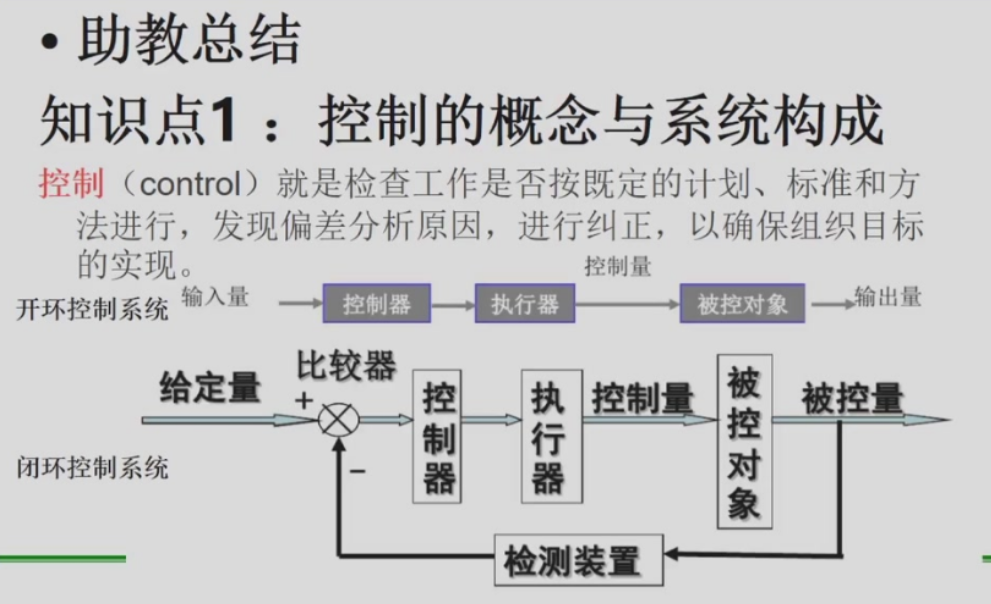 • 助教总结
知识点1：控制的概念与系统构成
控制（control）就是检查工作是否按既定的计划、标准和方
法进行，发现偏差分析原因，进行纠正，以确保组织目标
的实现。
控制量
开环控制系统 输入量 控制器 执行器 被控对象 输出量
比较器
给定量 + 控制器 执行器 控制量 被控对象 被控量
闭环控制系统 −
检测装置